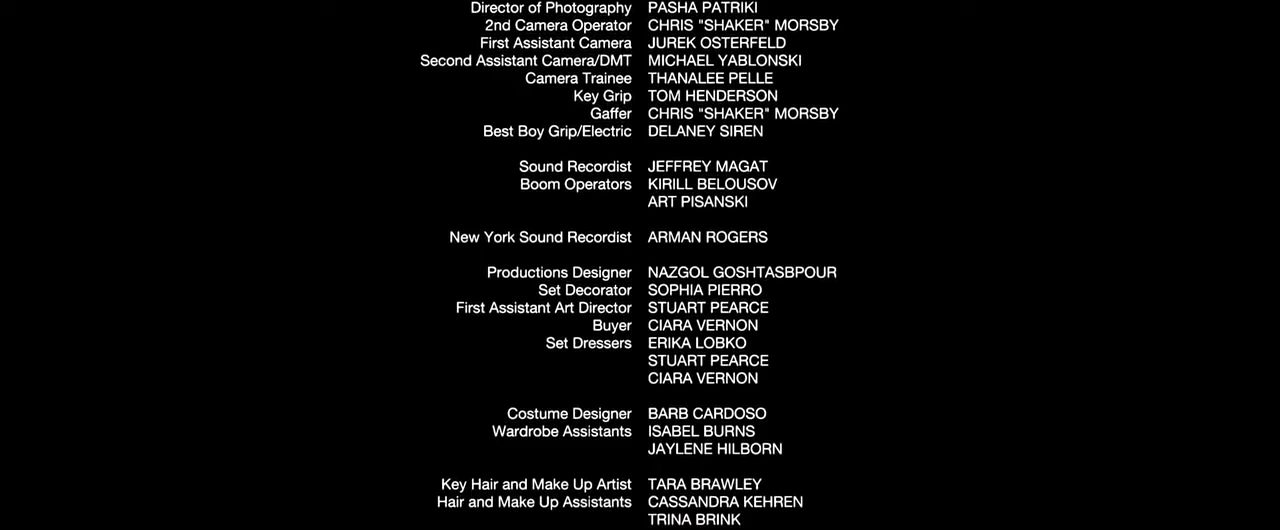 Director of Photography PASHA PATRIKI
2nd Camera Operator CHRIS "SHAKER" MORSBY
First Assistant Camera JUREK OSTERFELD
Second Assistant Camera/DMT MICHAEL YABLONSKI
Camera Trainee THANALEE PELLE
Key Grip TOM HENDERSON
Gaffer CHRIS "SHAKER" MORSBY
Best Boy Grip/Electric DELANEY SIREN
Sound Recordist JEFFREY MAGAT
Boom Operators KIRILL BELOUSOV
ART PISANSKI
New York Sound Recordist ARMAN ROGERS
Productions Designer NAZGOL GOSHTASBPOUR
Set Decorator SOPHIA PIERRO
First Assistant Art Director STUART PEARCE
Buyer CIARA VERNON
Set Dressers ERIKA LOBKO
STUART PEARCE
CIARA VERNON
Costume Designer BARB CARDOSO
Wardrobe Assistants ISABEL BURNS
JAYLENE HILBORN
Key Hair and Make Up Artist TARA BRAWLEY
Hair and Make Up Assistants CASSANDRA KEHREN
TRINA BRINK